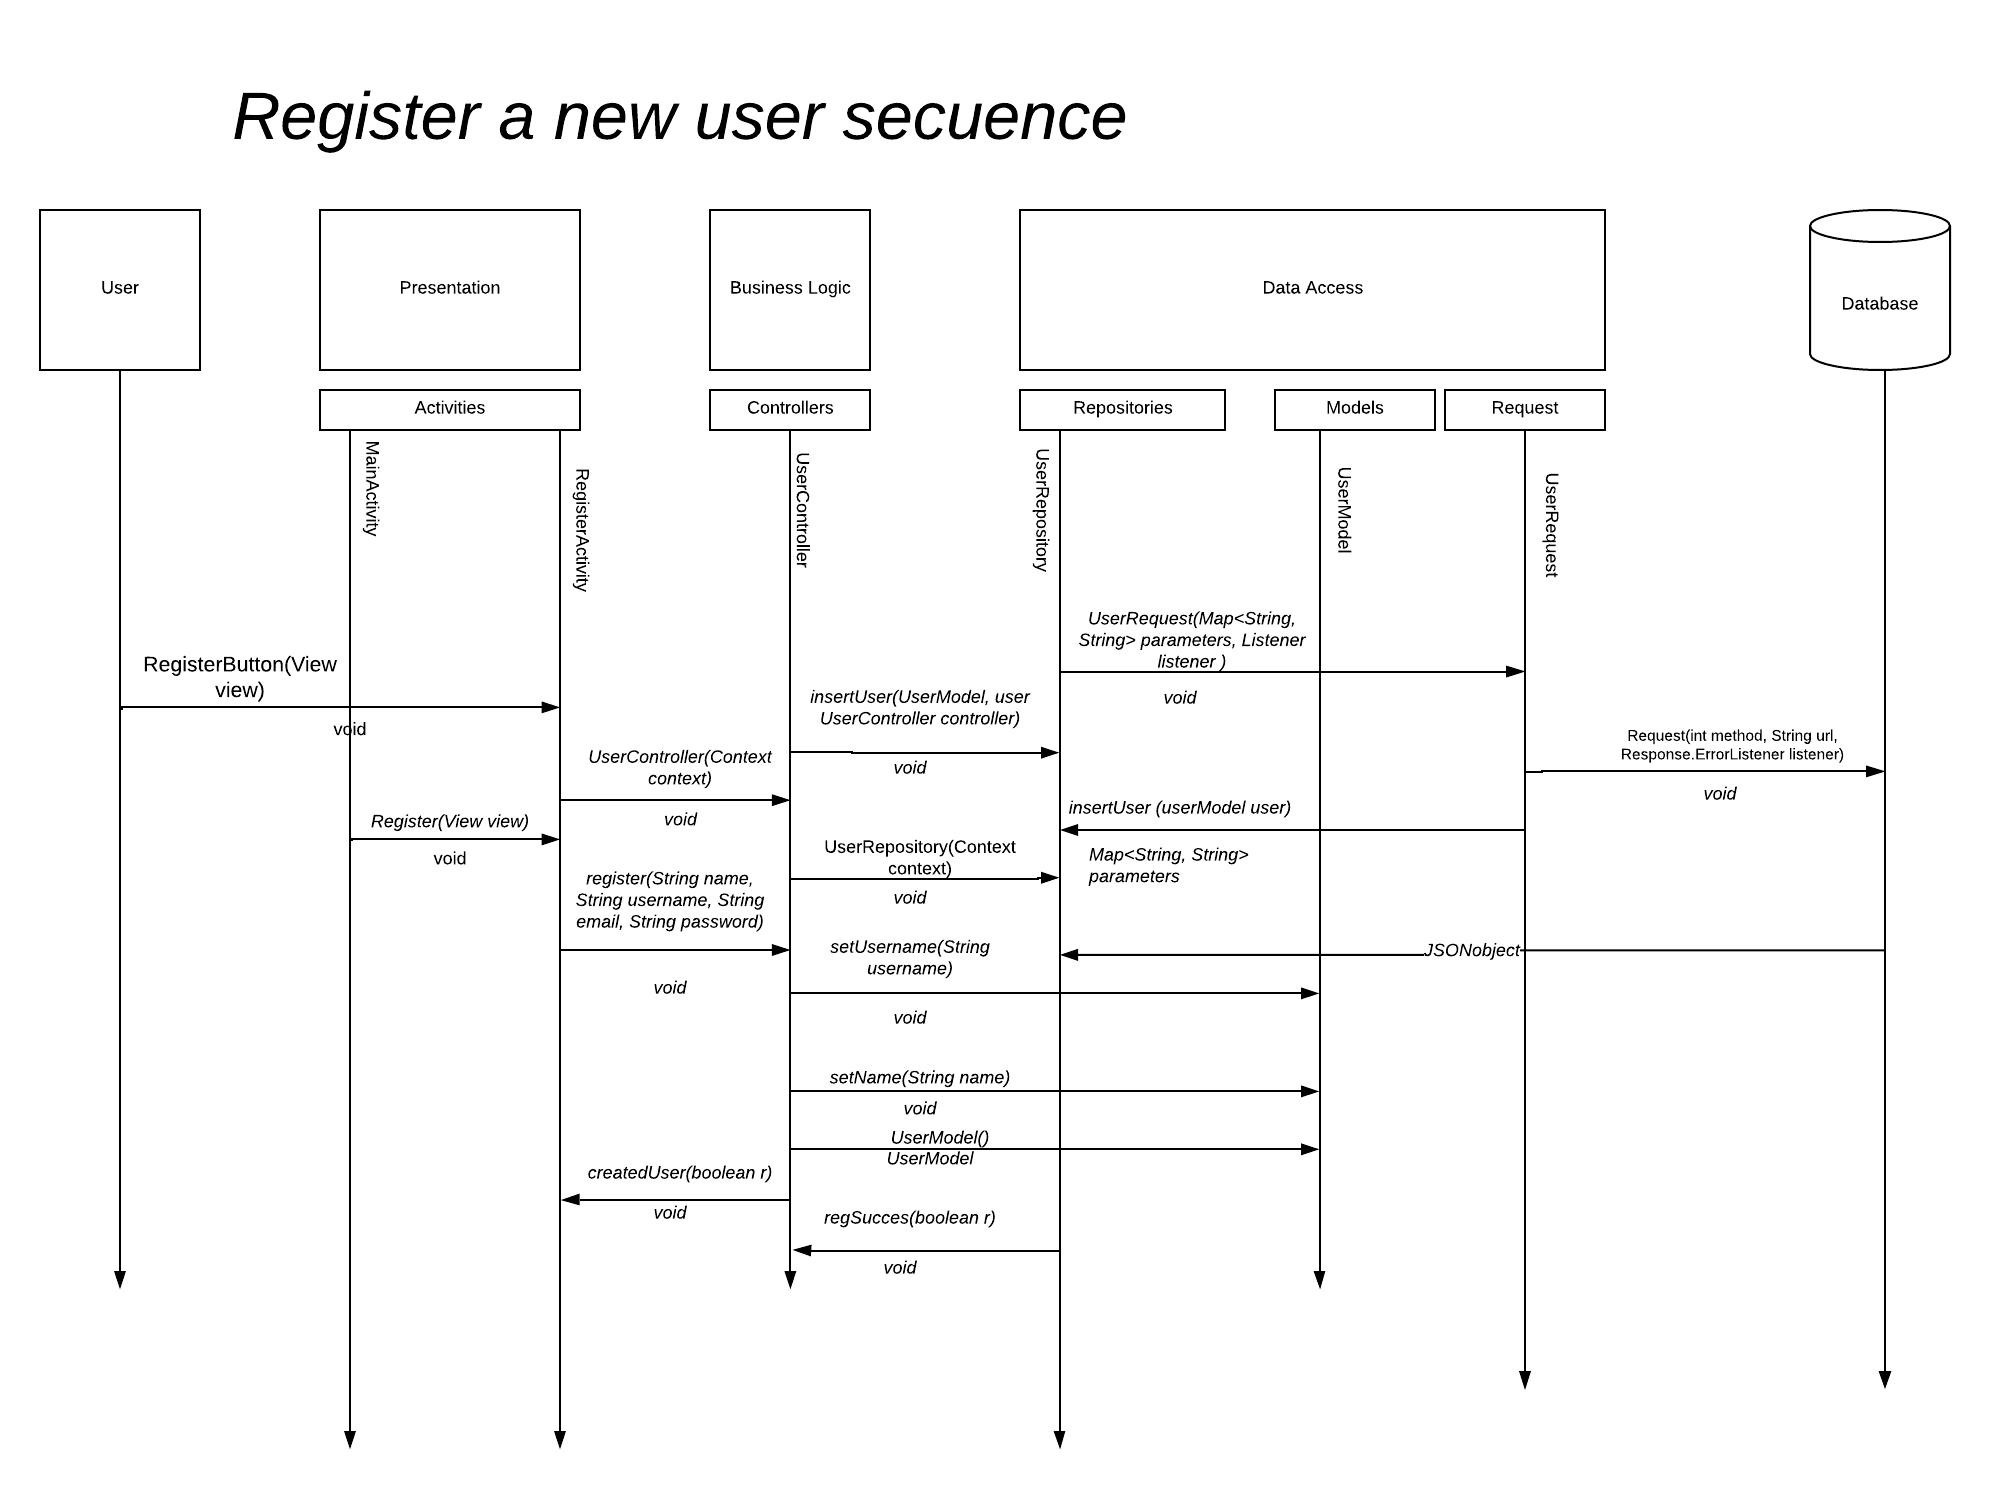 Register a new user secuence
User
Presentation
Business Logic
Data Access
Database
Activities
Controllers
Repositories
Models
Request
MainActivity
RegisterActivity
UserController
UserRepository
UserModel
UserRequest
UserRequest(Map<String,
String> parameters, Listener
listener )
void
RegisterButton(View
view)
void
insertUser(UserModel, user
UserController controller)
void
Request(int method, String url,
Response.ErrorListener listener)
void
UserController(Context
context)
void
insertUser (userModel user)
Map<String, String>
parameters
Register(View view)
void
UserRepository(Context
context)
void
register(String name,
String username, String
email, String password)
void
setUsername(String
username)
void
JSONobject
setName(String name)
void
UserModel()
UserModel
createdUser(boolean r)
void
regSucces(boolean r)
void